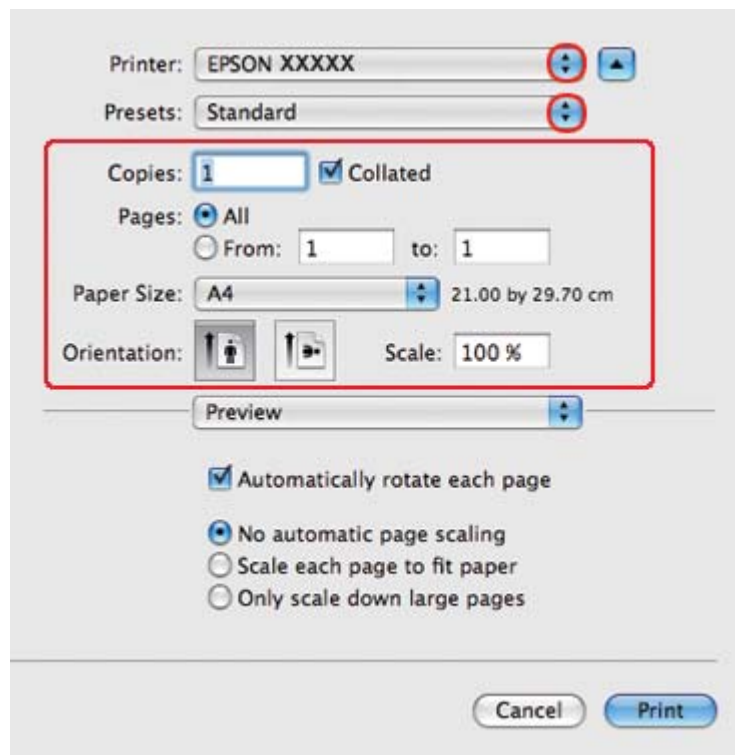 Printer: EPSON XXXXX
Presets: Standard
Copies: 1 Collated
Pages: All
From: 1 to: 1
Paper Size: A4 21.00 by 29.70 cm
Orientation: Scale: 100 %
Preview
Automatically rotate each page
No automatic page scaling
Scale each page to fit paper
Only scale down large pages
Cancel Print